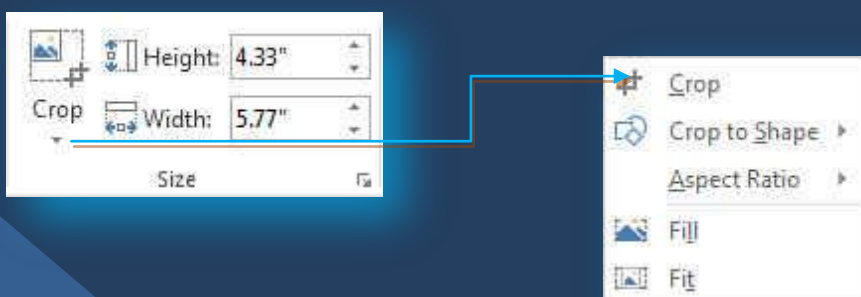 Height: 4.33"
Crop
Width: 5.77"
Size
Crop
Crop to Shape
Aspect Ratio
Fill
Fit